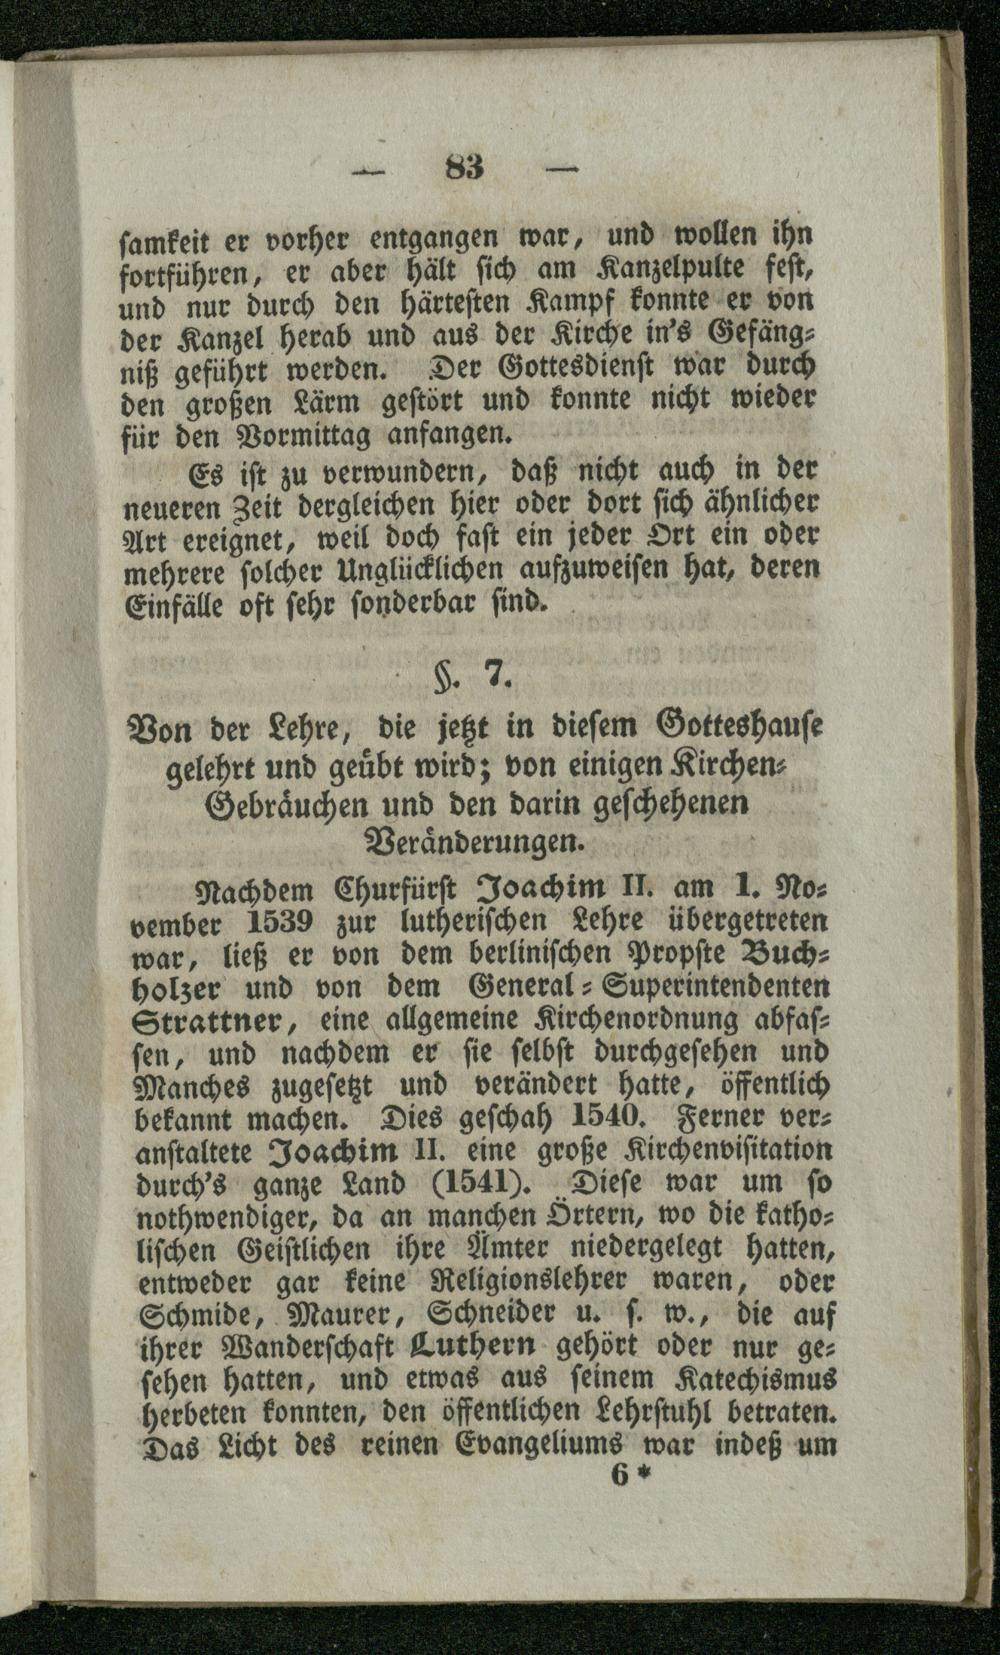 — 83 —
samkeit er vorher entgangen war, und wollen ihn
fortführen, er aber hält sich am Kanzelpulte fest,
und nur durch den härtesten Kampf konnte er von
der Kanzel herab und aus der Kirche in's Gefäng-
niß geführt werden. Der Gottesdienst war durch
den großen Lärm gestört und konnte nicht wieder
für den Vormittag anfangen.
Es ist zu verwundern, daß nicht auch in der
neueren Zeit dergleichen hier oder dort sich ähnlicher
Art ereignet, weil doch fast ein jeder Ort ein oder
mehrere solcher Unglücklichen aufzuweisen hat, deren
Einfälle oft sehr sonderbar sind.
§. 7.
Von der Lehre, die jetzt in diesem Gotteshause
gelehrt und geübt wird; von einigen Kirchen-
Gebräuchen und den darin geschehenen
Veränderungen.
Nachdem Churfürst Joachim II. am 1. No-
vember 1539 zur lutherischen Lehre übergetreten
war, ließ er von dem berlinischen Propste Buch-
holzer und von dem General-Superintendenten
Strattner, eine allgemeine Kirchenordnung abfas-
sen, und nachdem er sie selbst durchgesehen und
Manches zugesetzt und verändert hatte, öffentlich
bekannt machen. Dies geschah 1540. Ferner ver-
anstaltete Joachim II. eine große Kirchenvisitation
durch's ganze Land (1541). Diese war um so
nothwendiger, da an manchen Örtern, wo die katho-
lischen Geistlichen ihre Ämter niedergelegt hatten,
entweder gar keine Religionslehrer waren, oder
Schmide, Maurer, Schneider u. s. w., die auf
ihrer Wanderschaft Luthern gehört oder nur ge-
sehen hatten, und etwas aus seinem Katechismus
herbeten konnten, den öffentlichen Lehrstuhl betraten.
Das Licht des reinen Evangeliums war indeß um
6*